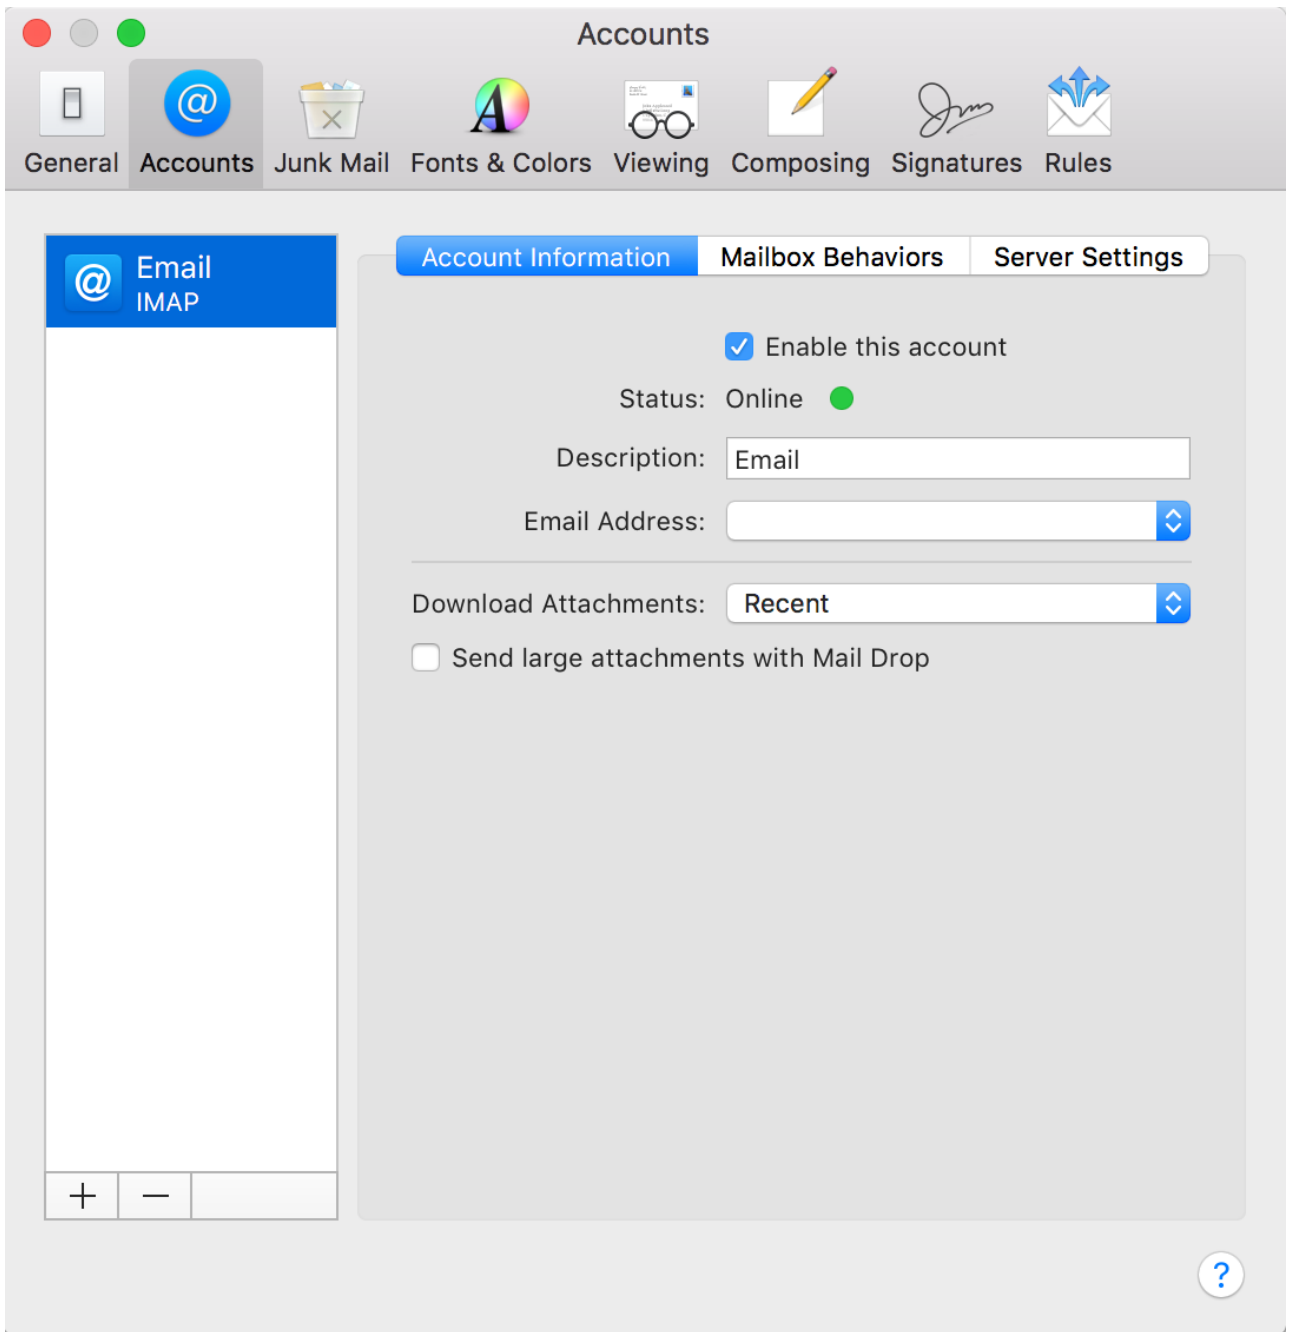 Accounts
General Accounts Junk Mail Fonts & Colors Viewing Composing Signatures Rules
@ Email
IMAP
Account Information Mailbox Behaviors Server Settings
Enable this account
Status: Online
Description: Email
Email Address:
Download Attachments: Recent
Send large attachments with Mail Drop
+ −
?